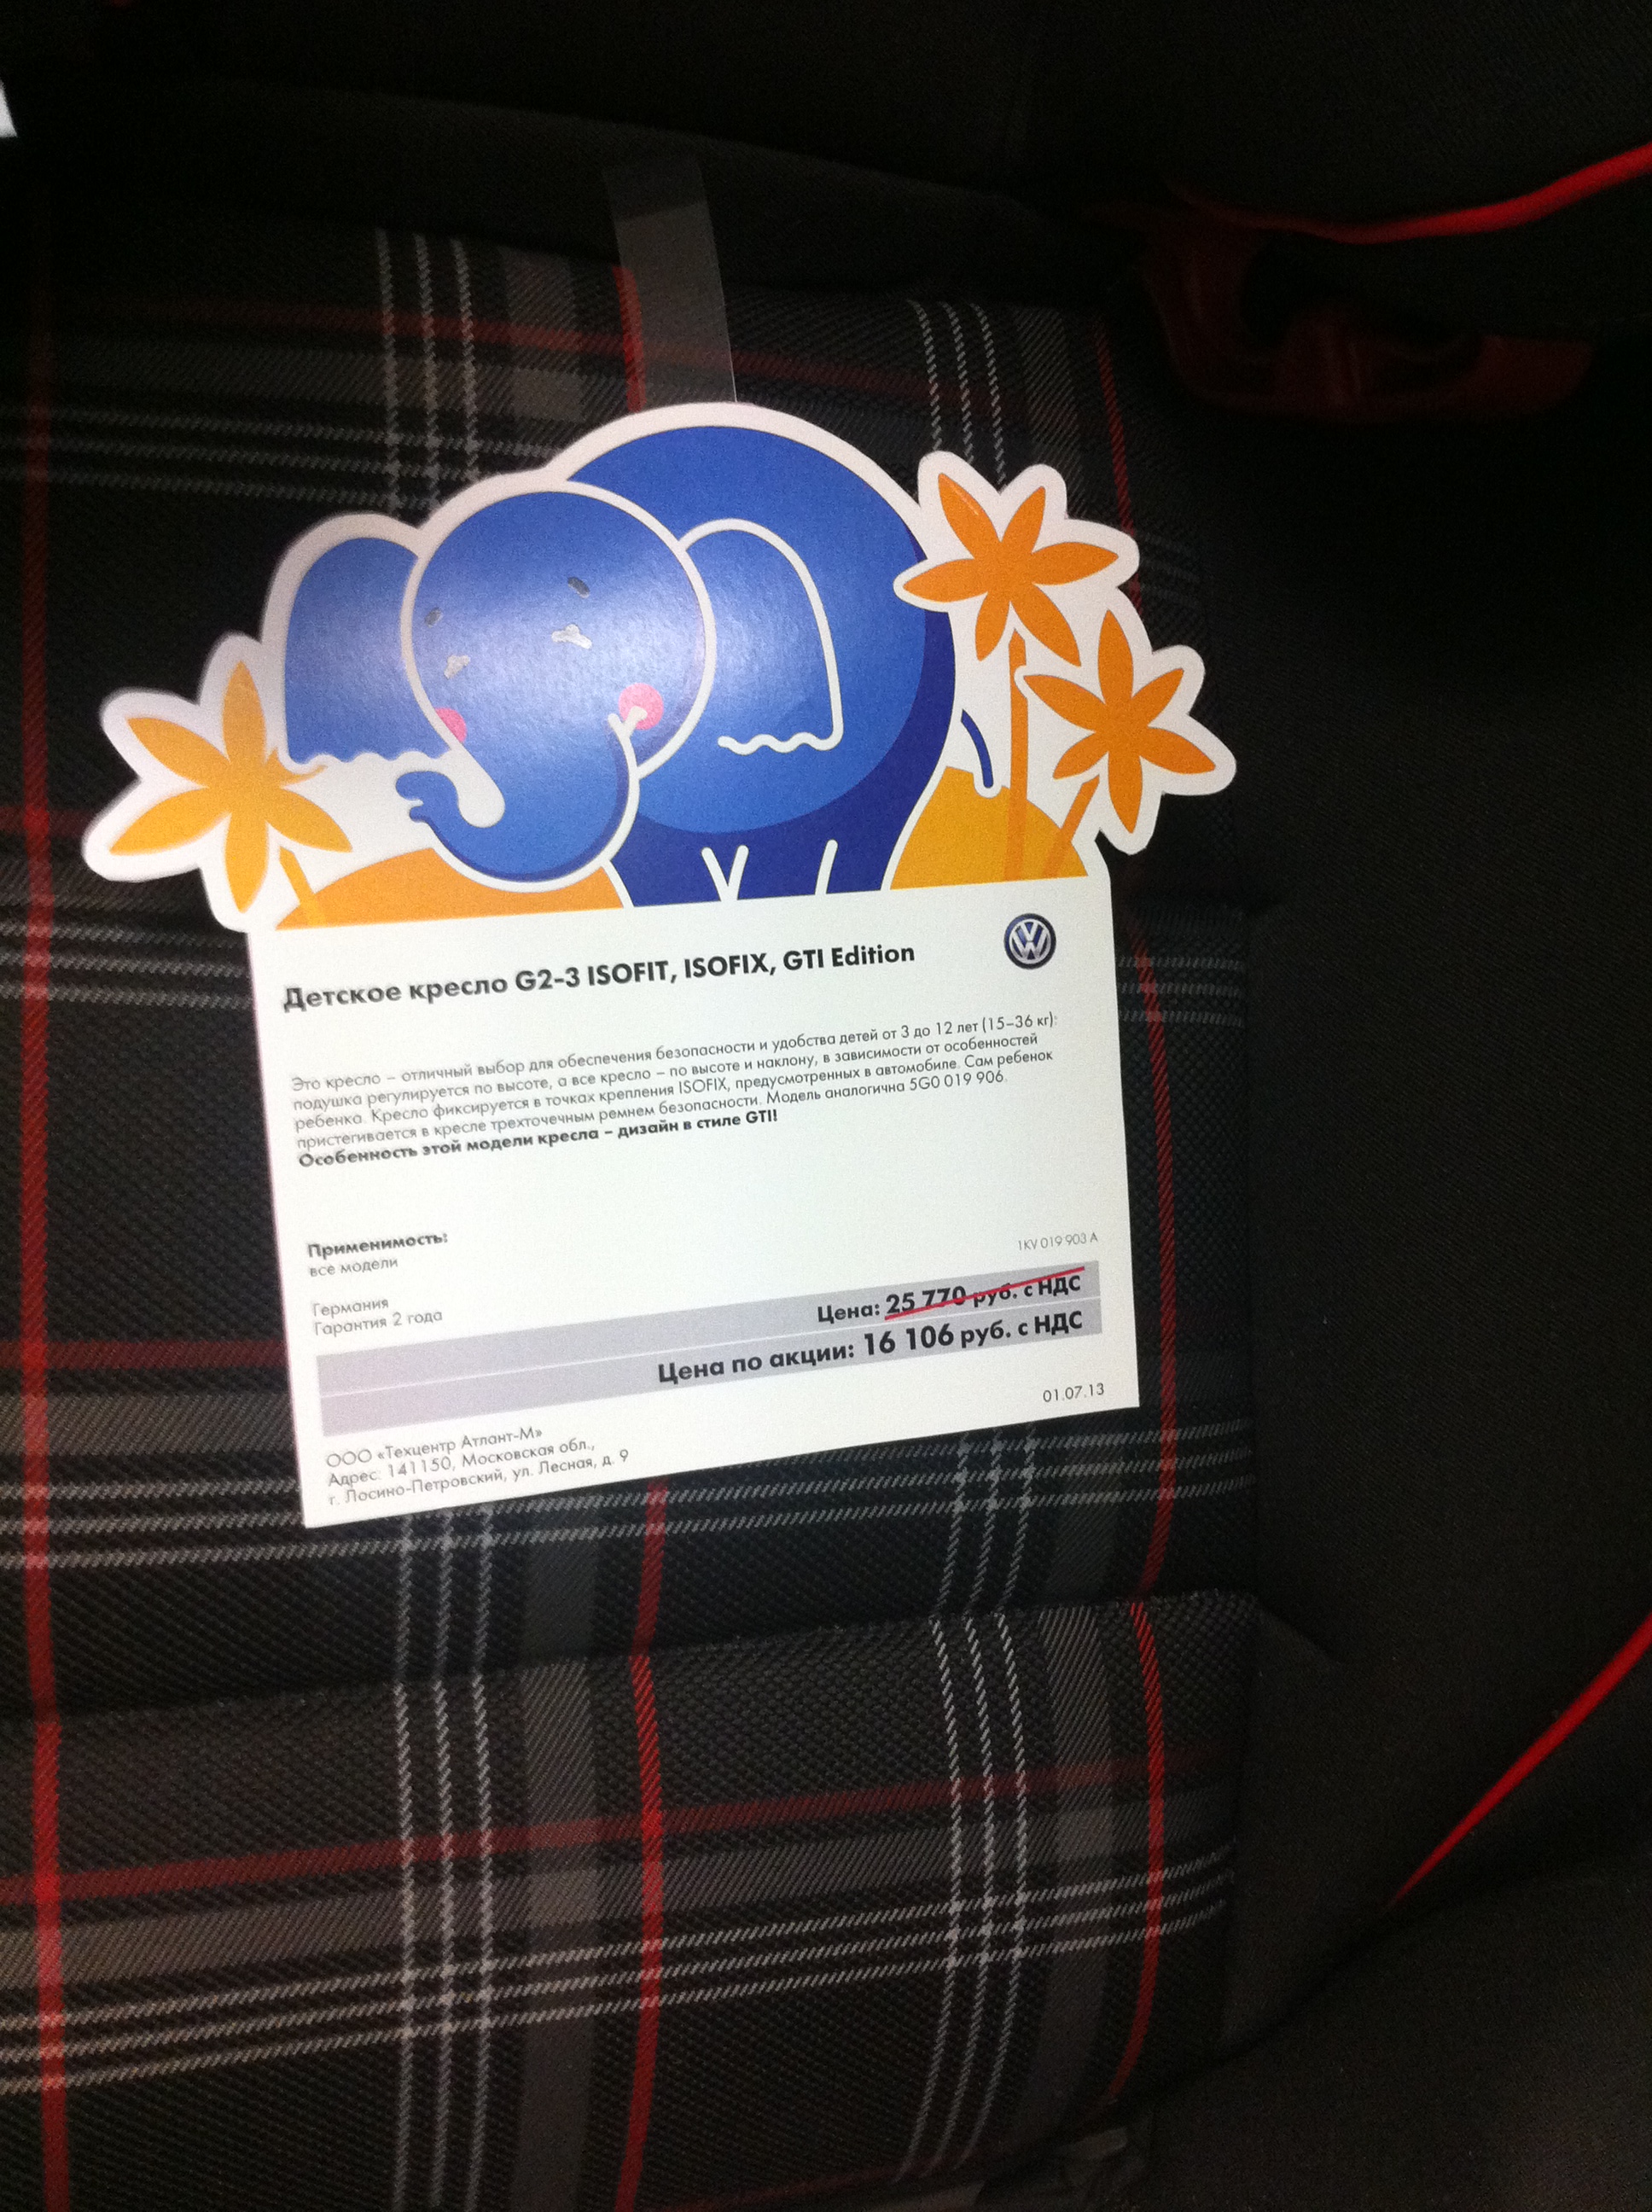 Детское кресло G2-3 ISOFIT, ISOFIX, GTI Edition
Это кресло – отличный выбор для обеспечения безопасности и удобства детей от 3 до 12 лет (15–36 кг):
подушка регулируется по высоте, а все кресло – по высоте и наклону, в зависимости от особенностей
ребенка. Кресло фиксируется в точках крепления ISOFIX, предусмотренных в автомобиле. Сам ребенок
пристегивается в кресле трехточечным ремнем безопасности. Модель аналогична 5G0 019 906.
Особенность этой модели кресла – дизайн в стиле GTI!
Применимость:
все модели
1KV 019 903 A
Германия
Гарантия 2 года
Цена: 25 770 руб. с НДС
Цена по акции: 16 106 руб. с НДС
01.07.13
ООО «Техцентр Атлант-М»
Адрес: 141150, Московская обл.,
г. Лосино-Петровский, ул. Лесная, д. 9